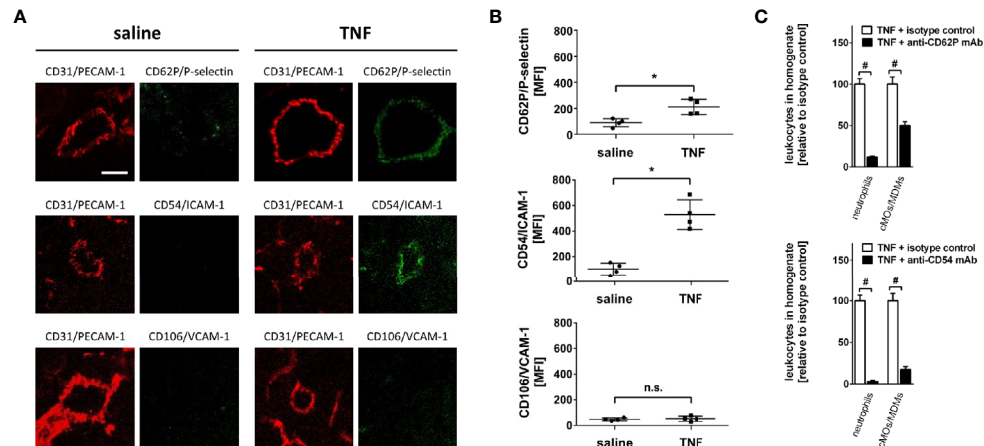 A
saline
TNF
CD31/PECAM-1
CD62P/P-selectin
CD31/PECAM-1
CD62P/P-selectin
CD31/PECAM-1
CD54/ICAM-1
CD31/PECAM-1
CD54/ICAM-1
CD31/PECAM-1
CD106/VCAM-1
CD31/PECAM-1
CD106/VCAM-1
B
CD62P/P-selectin
[MFI]
800
600
400
200
0
*
saline
TNF
CD54/ICAM-1
[MFI]
800
600
400
200
0
*
saline
TNF
CD106/VCAM-1
[MFI]
800
600
400
200
0
n.s.
saline
TNF
C
TNF + isotype control
TNF + anti-CD62P mAb
leukocytes in homogenate
[relative to isotype control]
150
100
50
0
#
#
neutrophils
cMOs/MDMs
TNF + isotype control
TNF + anti-CD54 mAb
leukocytes in homogenate
[relative to isotype control]
150
100
50
0
#
#
neutrophils
cMOs/MDMs